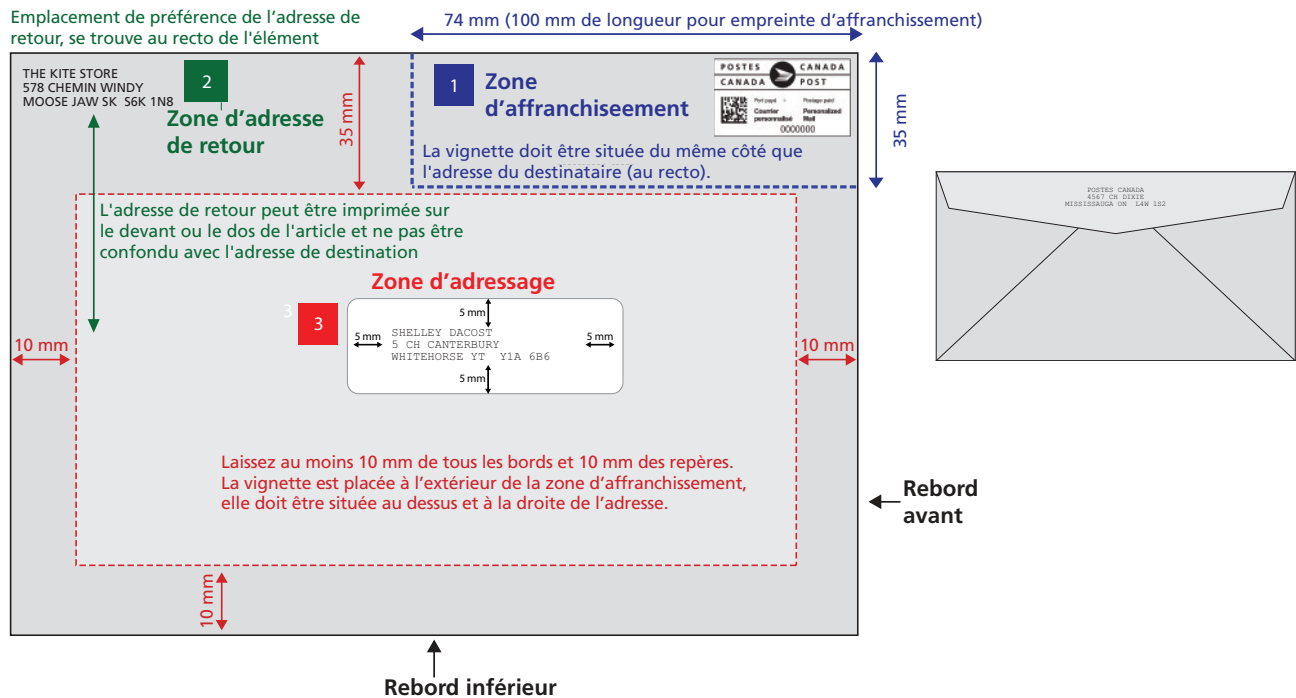 Emplacement de préférence de l'adresse de
retour, se trouve au recto de l'élément
74 mm (100 mm de longueur pour empreinte d'affranchissement)
THE KITE STORE
578 CHEMIN WINDY
MOOSE JAW SK  S6K 1N8
2
Zone d'adresse
de retour
35 mm
1
Zone
d'affranchiseement
POSTES CANADA
CANADA POST
Port payé Postage paid
Courrier Personalized
personnalisé Mail
0000000
La vignette doit être située du même côté que
l'adresse du destinataire (au recto).
35 mm
POSTES CANADA
4567 CH DIXIE
MISSISSAUGA ON  L4W 1S2
L'adresse de retour peut être imprimée sur
le devant ou le dos de l'article et ne pas être
confondu avec l'adresse de destination
Zone d'adressage
3
3
5 mm
5 mm
SHELLEY DACOST
5 CH CANTERBURY
WHITEHORSE YT  Y1A 6B6
5 mm
5 mm
10 mm
10 mm
Laissez au moins 10 mm de tous les bords et 10 mm des repères.
La vignette est placée à l'extérieur de la zone d'affranchissement,
elle doit être située au dessus et à la droite de l'adresse.
Rebord
avant
10 mm
Rebord inférieur